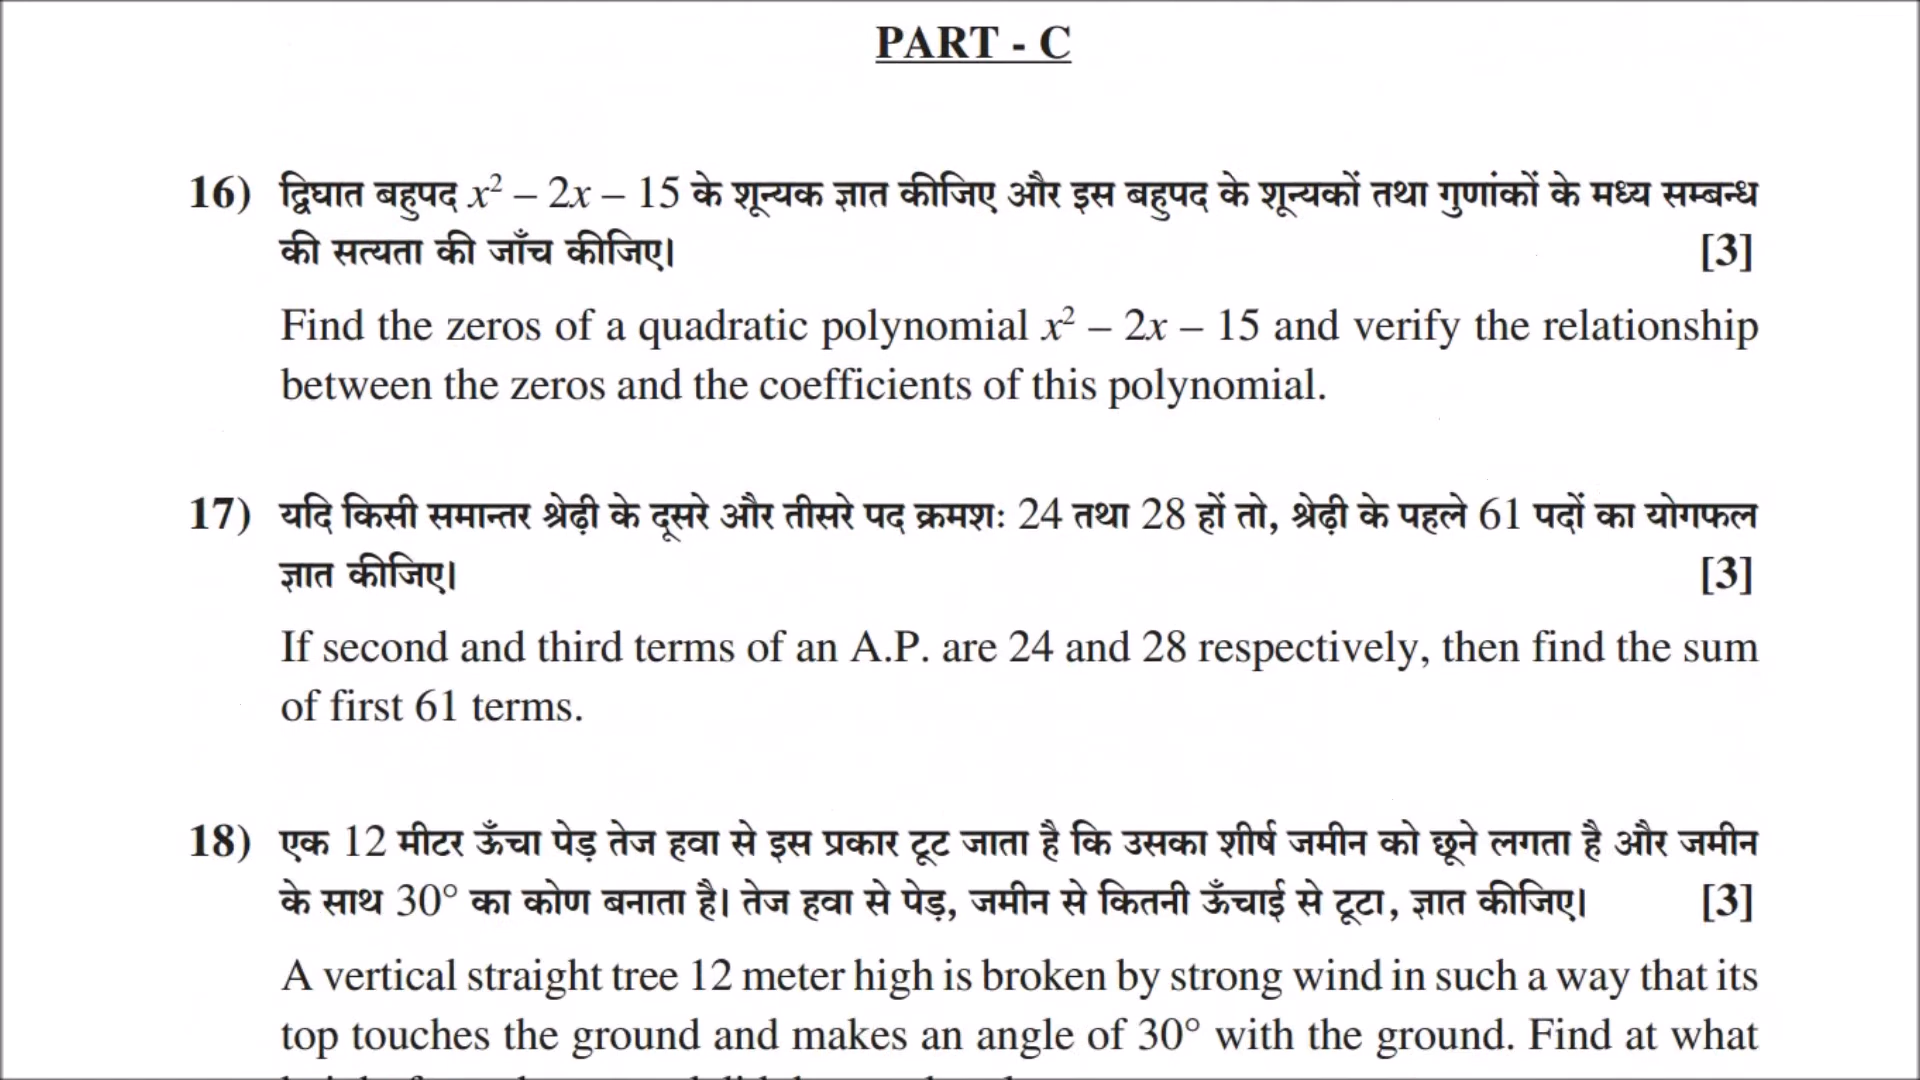 PART - C
16) द्विघात बहुपद x² – 2x – 15 के शून्यक ज्ञात कीजिए और इस बहुपद के शून्यकों तथा गुणांकों के मध्य सम्बन्ध
की सत्यता की जाँच कीजिए। [3]
Find the zeros of a quadratic polynomial x² – 2x – 15 and verify the relationship
between the zeros and the coefficients of this polynomial.
17) यदि किसी समान्तर श्रेढ़ी के दूसरे और तीसरे पद क्रमशः 24 तथा 28 हों तो, श्रेढ़ी के पहले 61 पदों का योगफल
ज्ञात कीजिए। [3]
If second and third terms of an A.P. are 24 and 28 respectively, then find the sum
of first 61 terms.
18) एक 12 मीटर ऊँचा पेड़ तेज हवा से इस प्रकार टूट जाता है कि उसका शीर्ष जमीन को छूने लगता है और जमीन
के साथ 30° का कोण बनाता है। तेज हवा से पेड़, जमीन से कितनी ऊँचाई से टूटा, ज्ञात कीजिए। [3]
A vertical straight tree 12 meter high is broken by strong wind in such a way that its
top touches the ground and makes an angle of 30° with the ground. Find at what